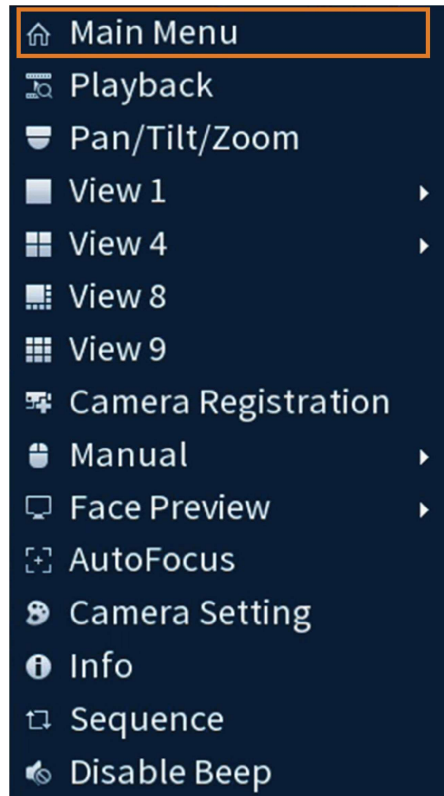 Main Menu
Playback
Pan/Tilt/Zoom
View 1
View 4
View 8
View 9
Camera Registration
Manual
Face Preview
AutoFocus
Camera Setting
Info
Sequence
Disable Beep